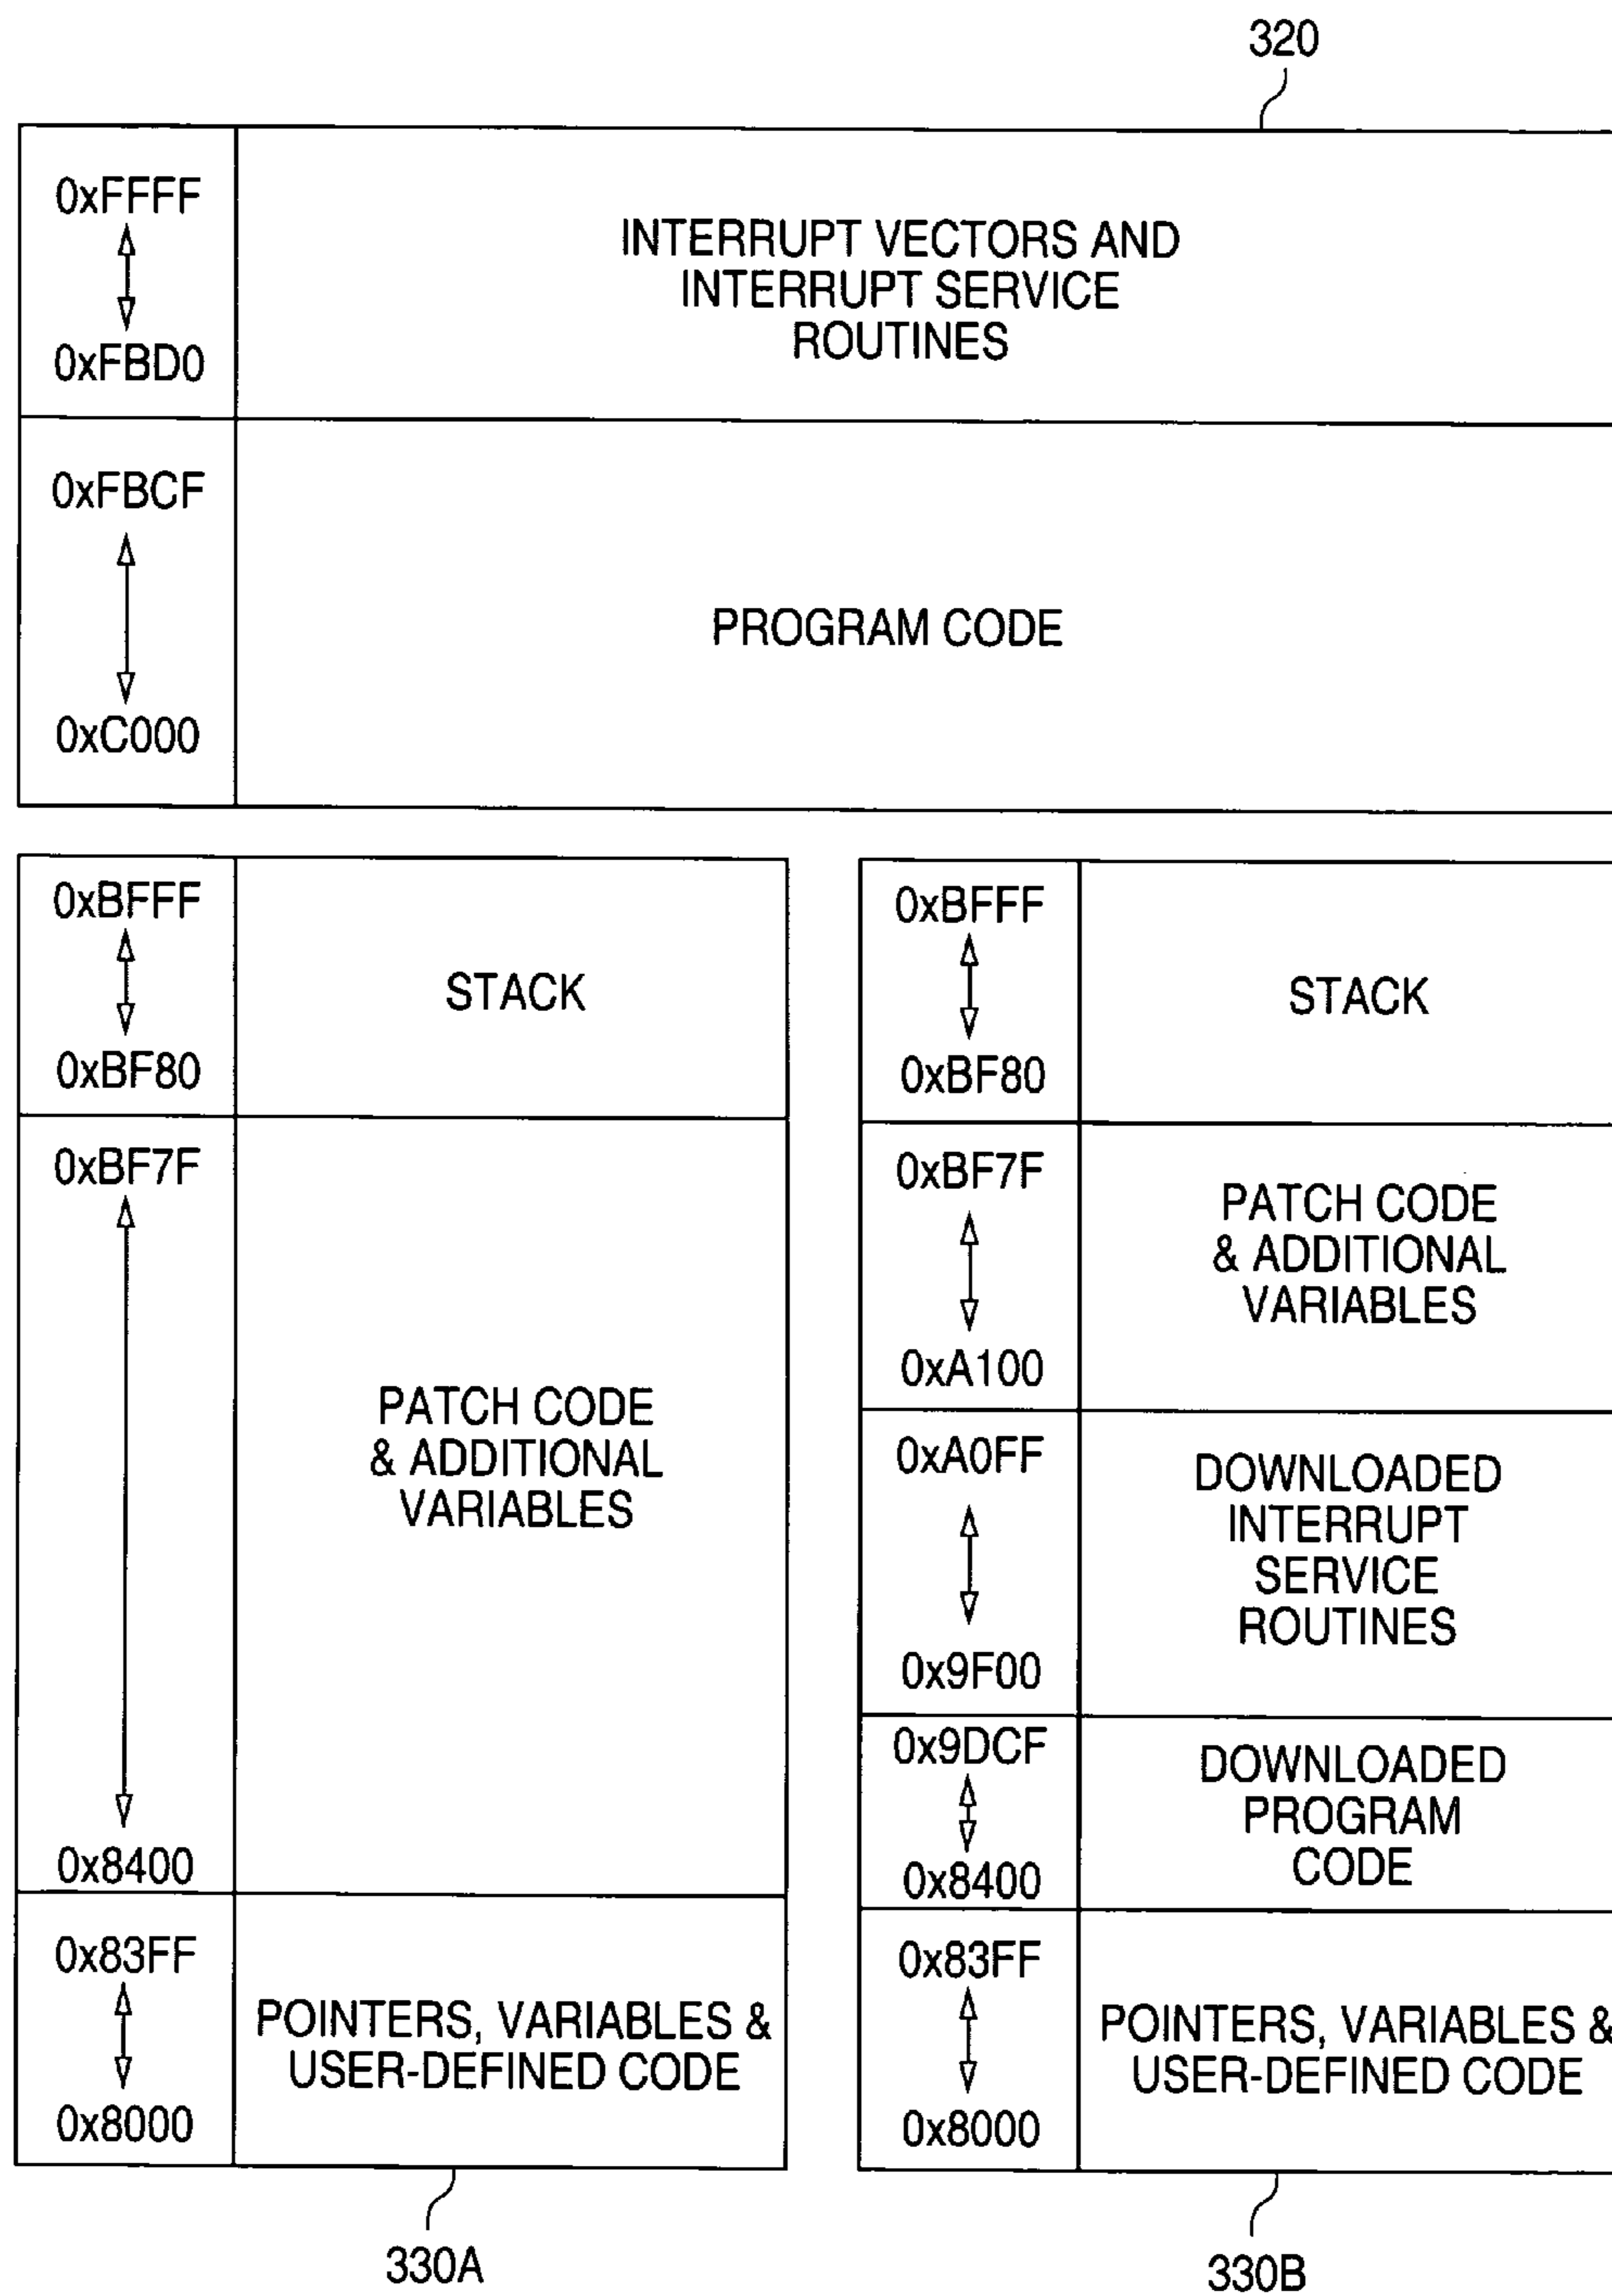 320
0xFFFF
0xFBD0
INTERRUPT VECTORS AND
INTERRUPT SERVICE
ROUTINES
0xFBCF
0xC000
PROGRAM CODE
0xBFFF
0xBF80
STACK
0xBF7F
0x8400
PATCH CODE
& ADDITIONAL
VARIABLES
0x83FF
0x8000
POINTERS, VARIABLES &
USER-DEFINED CODE
330A
0xBFFF
0xBF80
STACK
0xBF7F
0xA100
PATCH CODE
& ADDITIONAL
VARIABLES
0xA0FF
0x9F00
DOWNLOADED
INTERRUPT
SERVICE
ROUTINES
0x9DCF
0x8400
DOWNLOADED
PROGRAM
CODE
0x83FF
0x8000
POINTERS, VARIABLES &
USER-DEFINED CODE
330B